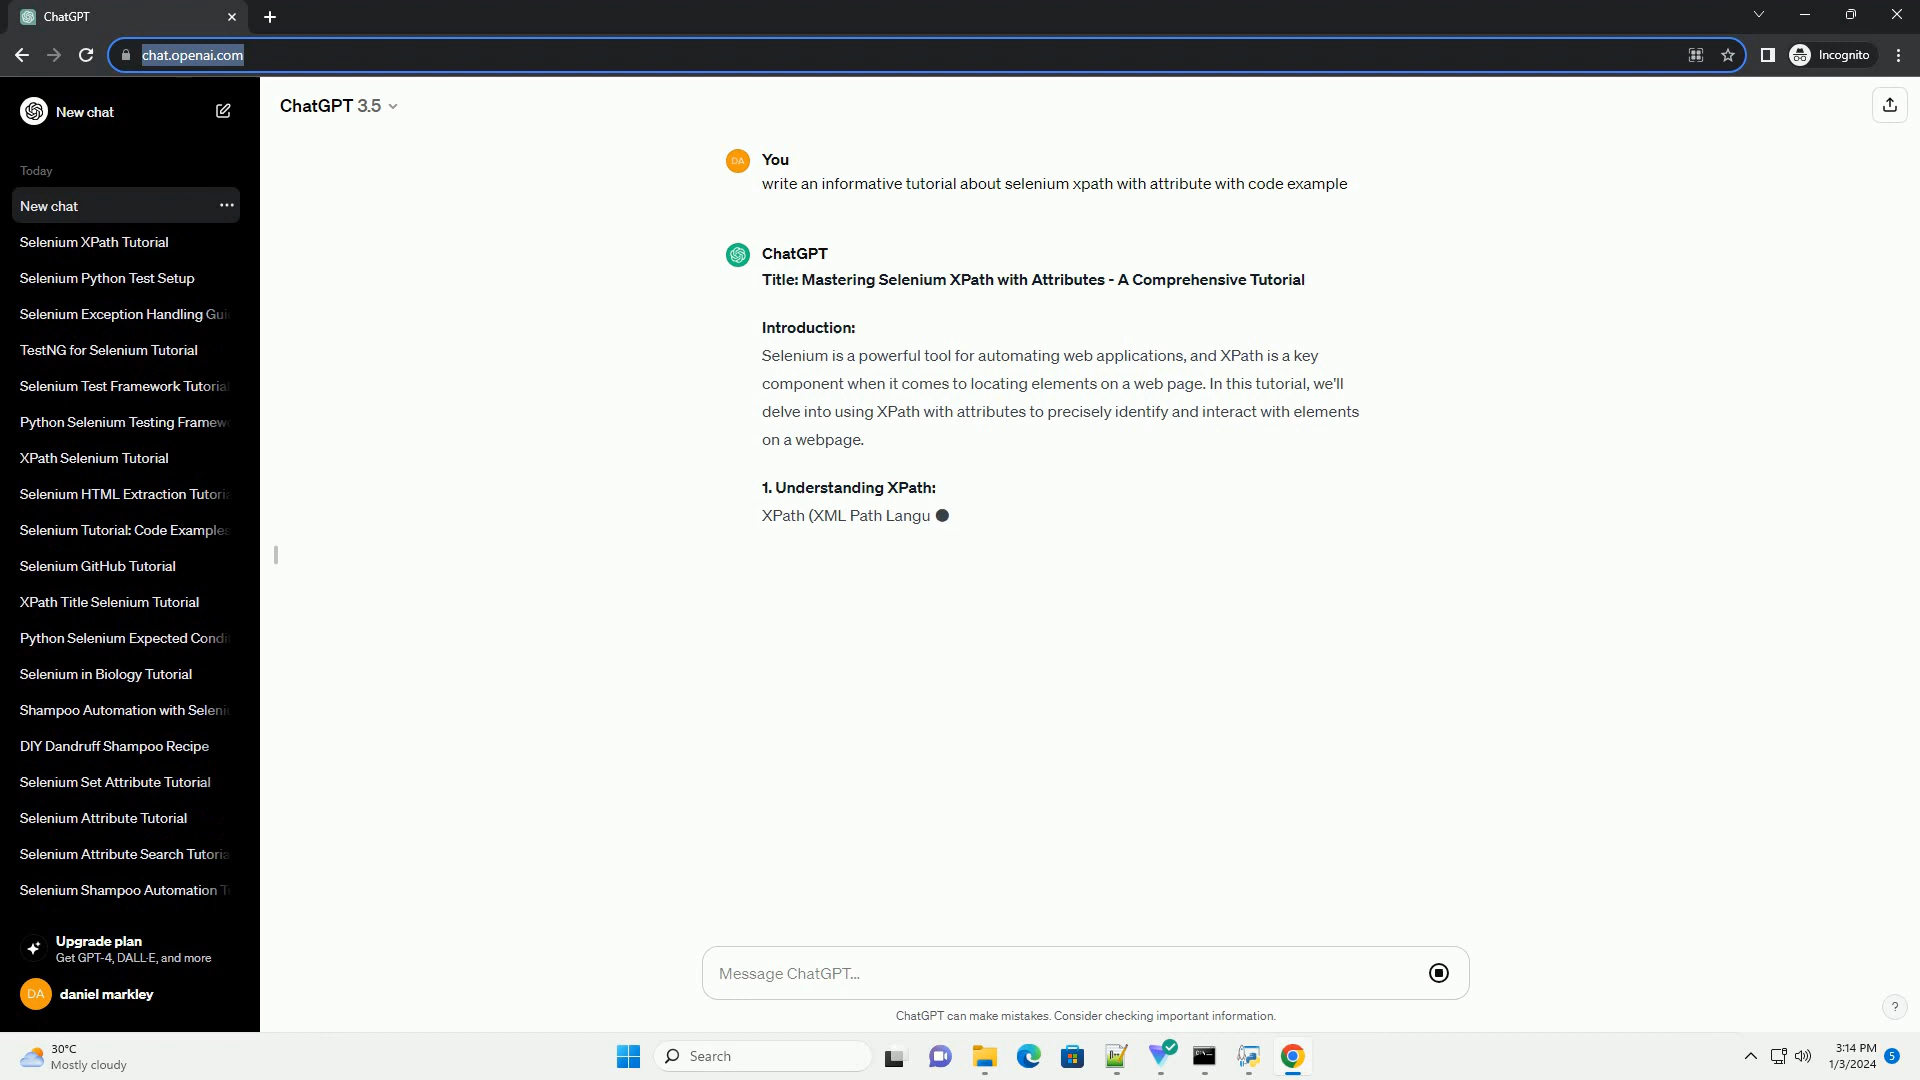 ChatGPT
chat.openai.com
Incognito
New chat
Today
New chat
Selenium XPath Tutorial
Selenium Python Test Setup
Selenium Exception Handling Gui
TestNG for Selenium Tutorial
Selenium Test Framework Tutoria
Python Selenium Testing Framew
XPath Selenium Tutorial
Selenium HTML Extraction Tutori
Selenium Tutorial: Code Examples
Selenium GitHub Tutorial
XPath Title Selenium Tutorial
Python Selenium Expected Condi
Selenium in Biology Tutorial
Shampoo Automation with Seleni
DIY Dandruff Shampoo Recipe
Selenium Set Attribute Tutorial
Selenium Attribute Tutorial
Selenium Attribute Search Tutoria
Selenium Shampoo Automation T
Upgrade plan
Get GPT-4, DALL·E, and more
DA
daniel markley
ChatGPT 3.5
DA
You
write an informative tutorial about selenium xpath with attribute with code example
ChatGPT
Title: Mastering Selenium XPath with Attributes - A Comprehensive Tutorial
Introduction:
Selenium is a powerful tool for automating web applications, and XPath is a key
component when it comes to locating elements on a web page. In this tutorial, we'll
delve into using XPath with attributes to precisely identify and interact with elements
on a webpage.
1. Understanding XPath:
XPath (XML Path Langu
Message ChatGPT...
ChatGPT can make mistakes. Consider checking important information.
?
30°C
Mostly cloudy
Search
3:14 PM
1/3/2024
5